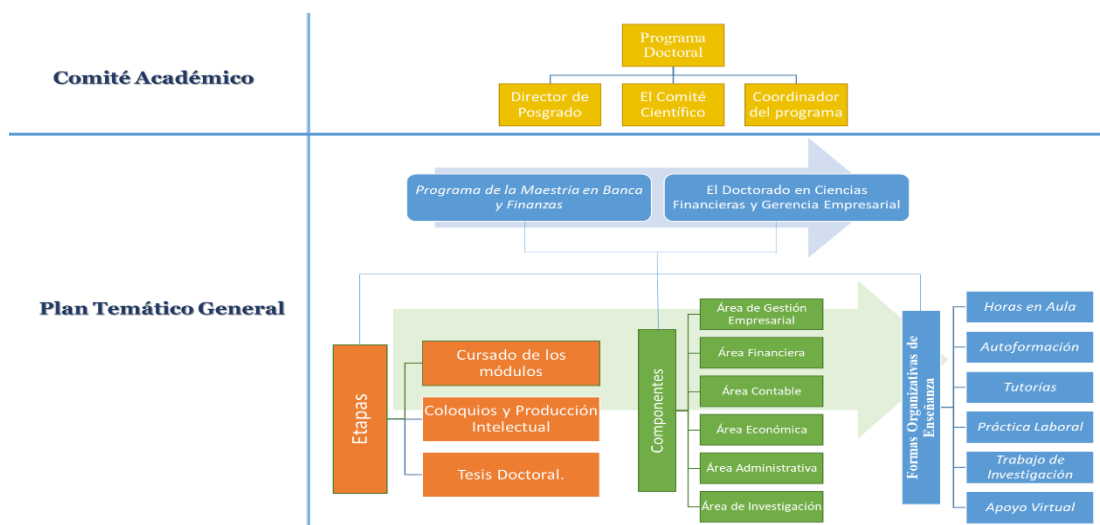 Comité Académico
Programa
Doctoral
Director de
Posgrado
El Comité
Científico
Coordinador
del programa
Plan Temático General
Programa de la Maestría en Banca
y Finanzas
El Doctorado en Ciencias
Financieras y Gerencia Empresarial
Etapas
Cursado de los
módulos
Coloquios y Producción
Intelectual
Tesis Doctoral.
Componentes
Área de Gestión
Empresarial
Área Financiera
Área Contable
Área Económica
Área Administrativa
Área de Investigación
Formas Organizativas de
Enseñanza
Horas en Aula
Autoformación
Tutorías
Práctica Laboral
Trabajo de
Investigación
Apoyo Virtual